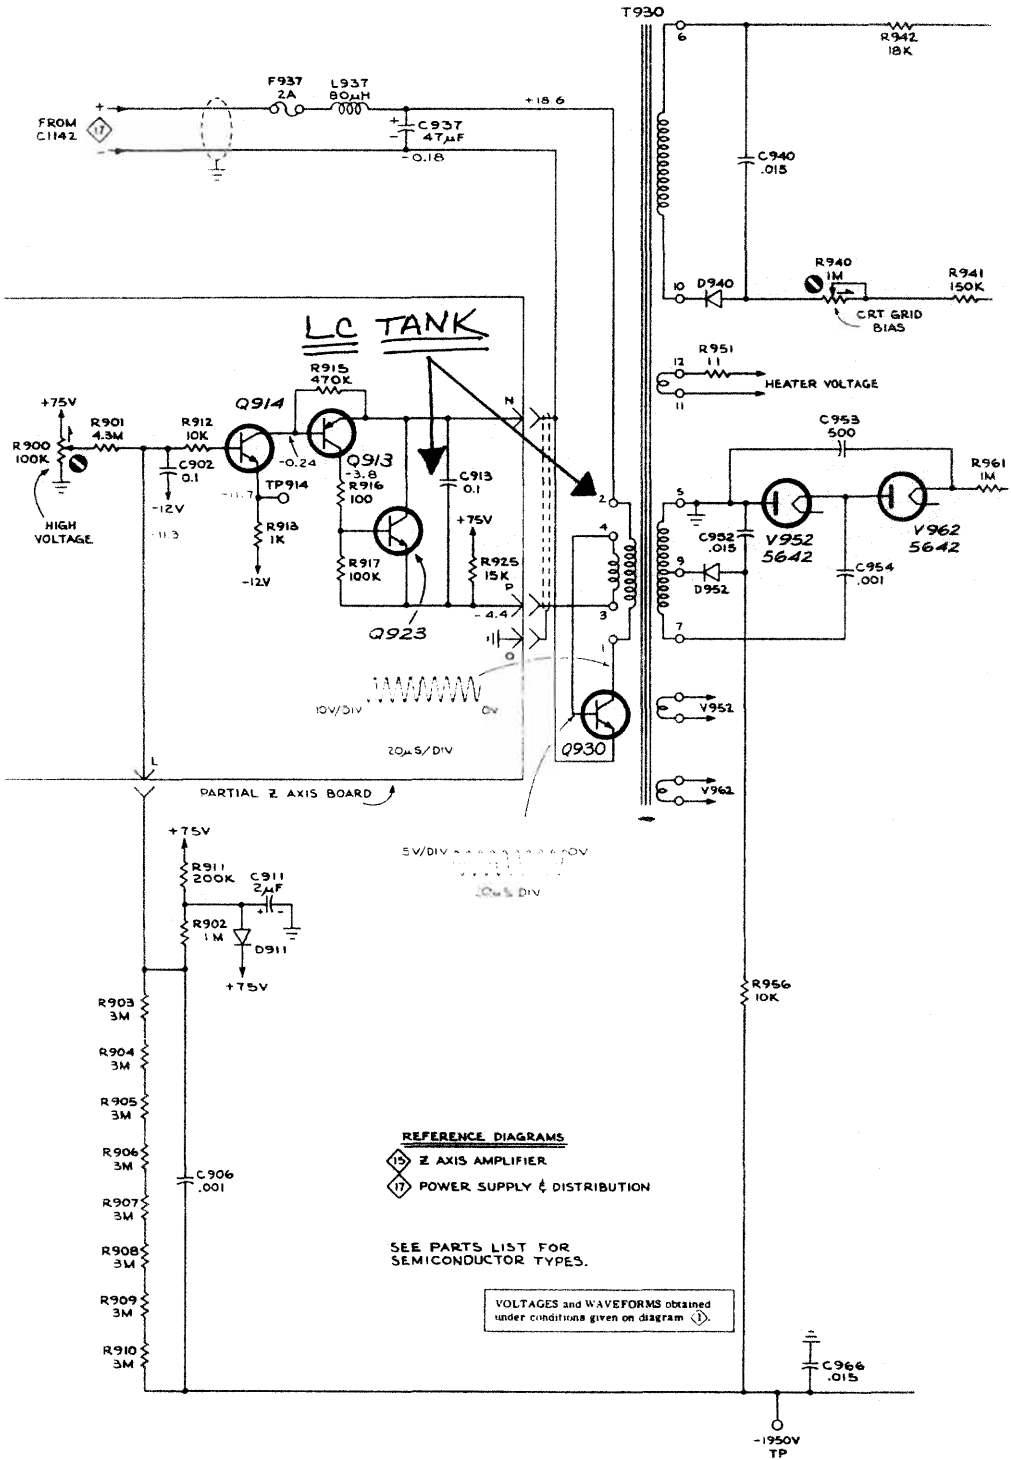 T930
6
R942
18K
F937
2A
L937
80µH
+18.6
+
FROM
C1142
17
-
+
-
C937
47µF
-0.18
C940
.015
10
D940
R940
1M
R941
150K
CRT GRID
BIAS
LC TANK
12
R951
11
HEATER VOLTAGE
11
R915
470K
N
+75V
R900
100K
HIGH
VOLTAGE
R901
4.3M
R912
10K
Q914
C902
0.1
-12V
-11.3
-0.24
-11.7
TP914
R913
1K
-12V
Q913
-3.8
R916
100
R917
100K
Q923
C913
0.1
+75V
R925
15K
P
-4.4
Q
2
4
3
1
5
9
7
C953
500
R961
1M
C952
.015
V952
5642
V962
5642
D952
C954
.001
10V/DIV
0V
20µS/DIV
Q930
V952
V962
L
PARTIAL Z AXIS BOARD
5V/DIV
0V
20µS DIV
+75V
R911
200K
C911
2µF
+
-
R902
1M
D911
+75V
R903
3M
R904
3M
R905
3M
R906
3M
R907
3M
R908
3M
R909
3M
R910
3M
C906
.001
R956
10K
REFERENCE DIAGRAMS
15 Z AXIS AMPLIFIER
17 POWER SUPPLY & DISTRIBUTION
SEE PARTS LIST FOR
SEMICONDUCTOR TYPES.
VOLTAGES and WAVEFORMS obtained
under conditions given on diagram 1.
C966
.015
-1950V
TP